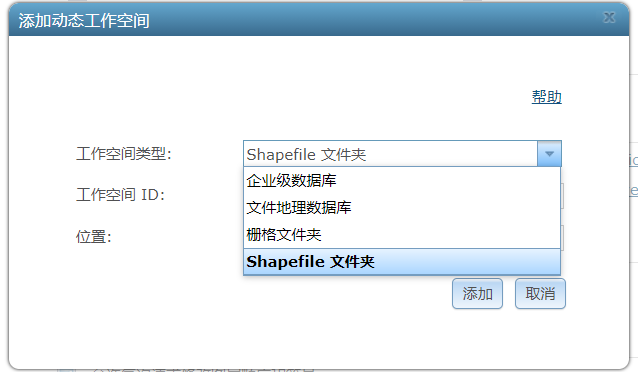 添加动态工作空间
帮助
工作空间类型：
Shapefile 文件夹
企业级数据库
文件地理数据库
栅格文件夹
Shapefile 文件夹
工作空间 ID：
位置：
添加
取消